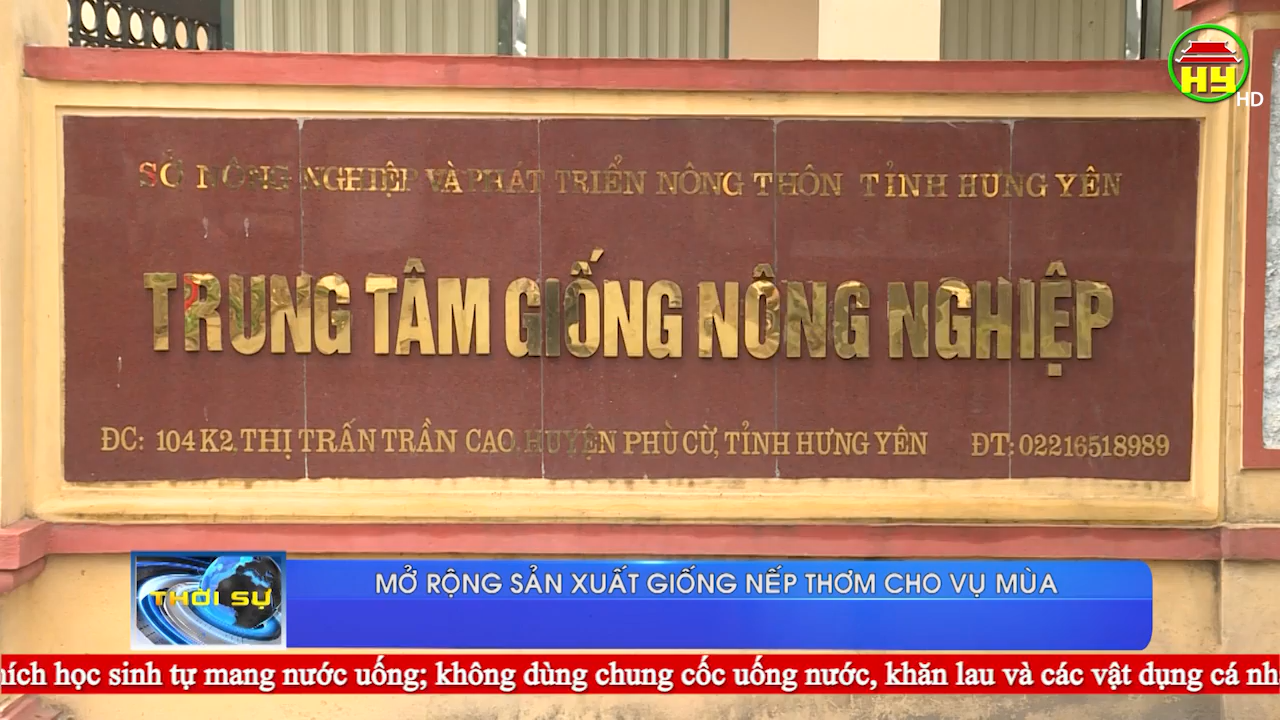 HY
HD
SỞ NÔNG NGHIỆP VÀ PHÁT TRIỂN NÔNG THÔN TỈNH HƯNG YÊN
TRUNG TÂM GIỐNG NÔNG NGHIỆP
ĐC: 104 K2. THỊ TRẤN TRẦN CAO. HUYỆN PHÙ CỪ, TỈNH HƯNG YÊN ĐT: 02216518989
THỜI SỰ
MỞ RỘNG SẢN XUẤT GIỐNG NẾP THƠM CHO VỤ MÙA
học sinh tự mang nước uống; không dùng chung cốc uống nước, khăn lau và các vật dụng cá